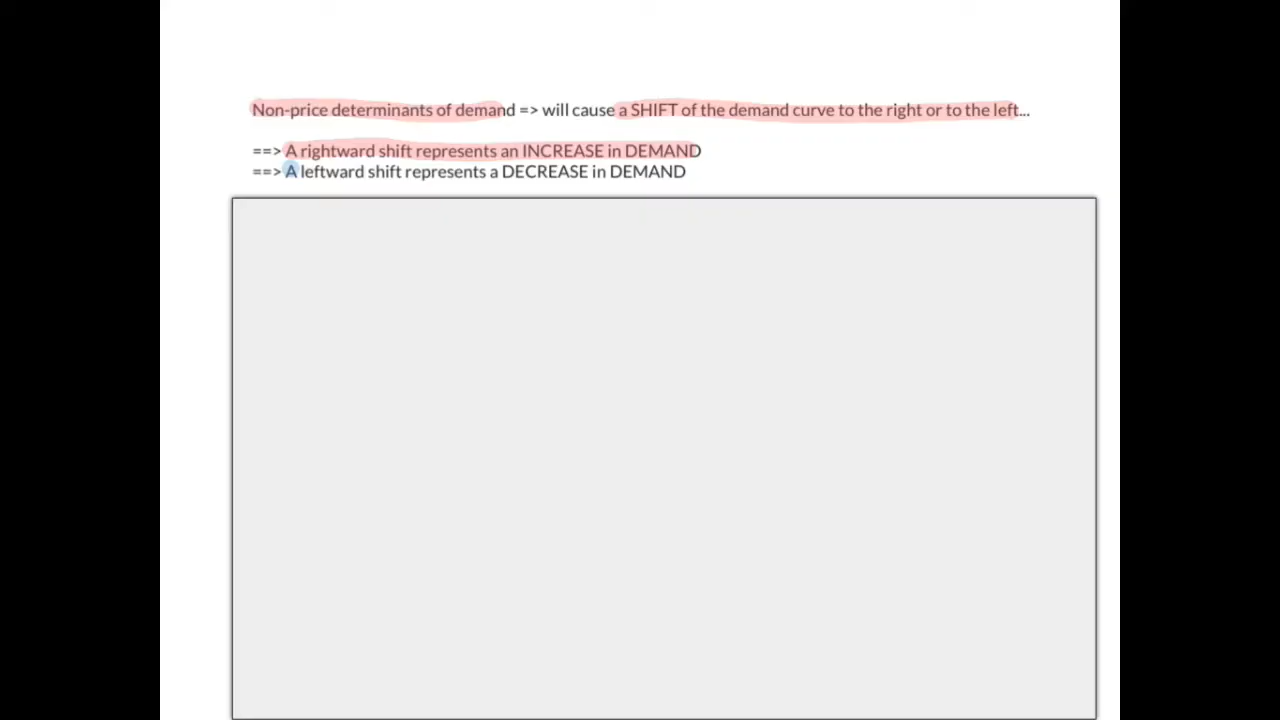 Non-price determinants of demand => will cause a SHIFT of the demand curve to the right or to the left...
==> A rightward shift represents an INCREASE in DEMAND
==> A leftward shift represents a DECREASE in DEMAND